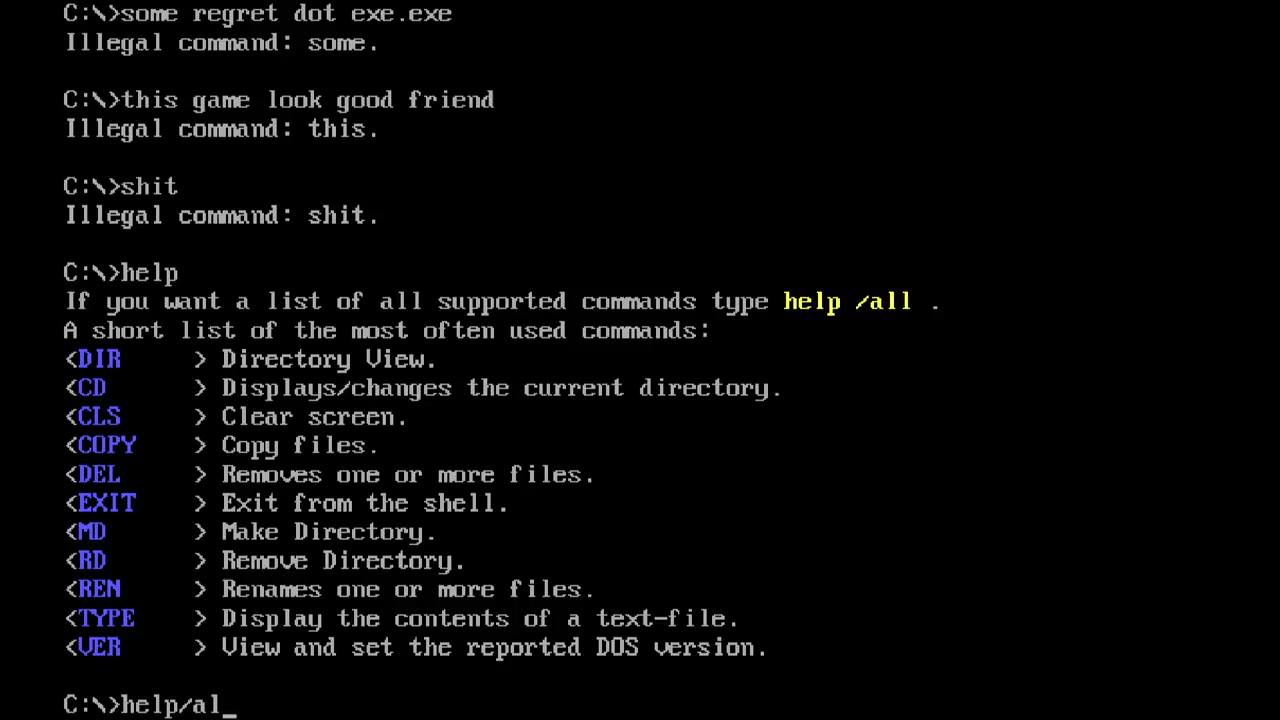 C:\>some regret dot exe.exe
Illegal command: some.
C:\>this game look good friend
Illegal command: this.
C:\>shit
Illegal command: shit.
C:\>help
If you want a list of all supported commands type help /all .
A short list of the most often used commands:
<DIR     > Directory View.
<CD      > Displays/changes the current directory.
<CLS     > Clear screen.
<COPY    > Copy files.
<DEL     > Removes one or more files.
<EXIT    > Exit from the shell.
<MD      > Make Directory.
<RD      > Remove Directory.
<REN     > Renames one or more files.
<TYPE    > Display the contents of a text-file.
<VER     > View and set the reported DOS version.
C:\>help/al_